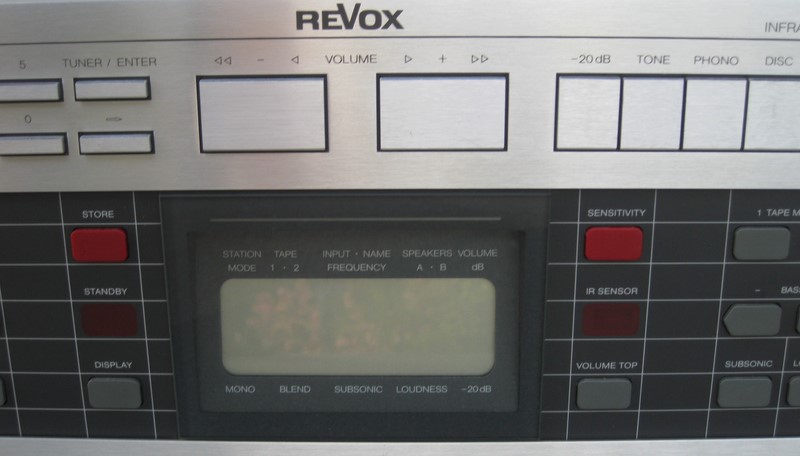 REVOX
INFRA
5 TUNER / ENTER VOLUME - + -20 dB TONE PHONO DISC
0
STORE SENSITIVITY 1 TAPE M
STATION TAPE INPUT · NAME SPEAKERS VOLUME
MODE 1 · 2 FREQUENCY A · B dB
STANDBY IR SENSOR - BAS
DISPLAY VOLUME TOP SUBSONIC L
MONO BLEND SUBSONIC LOUDNESS -20 dB